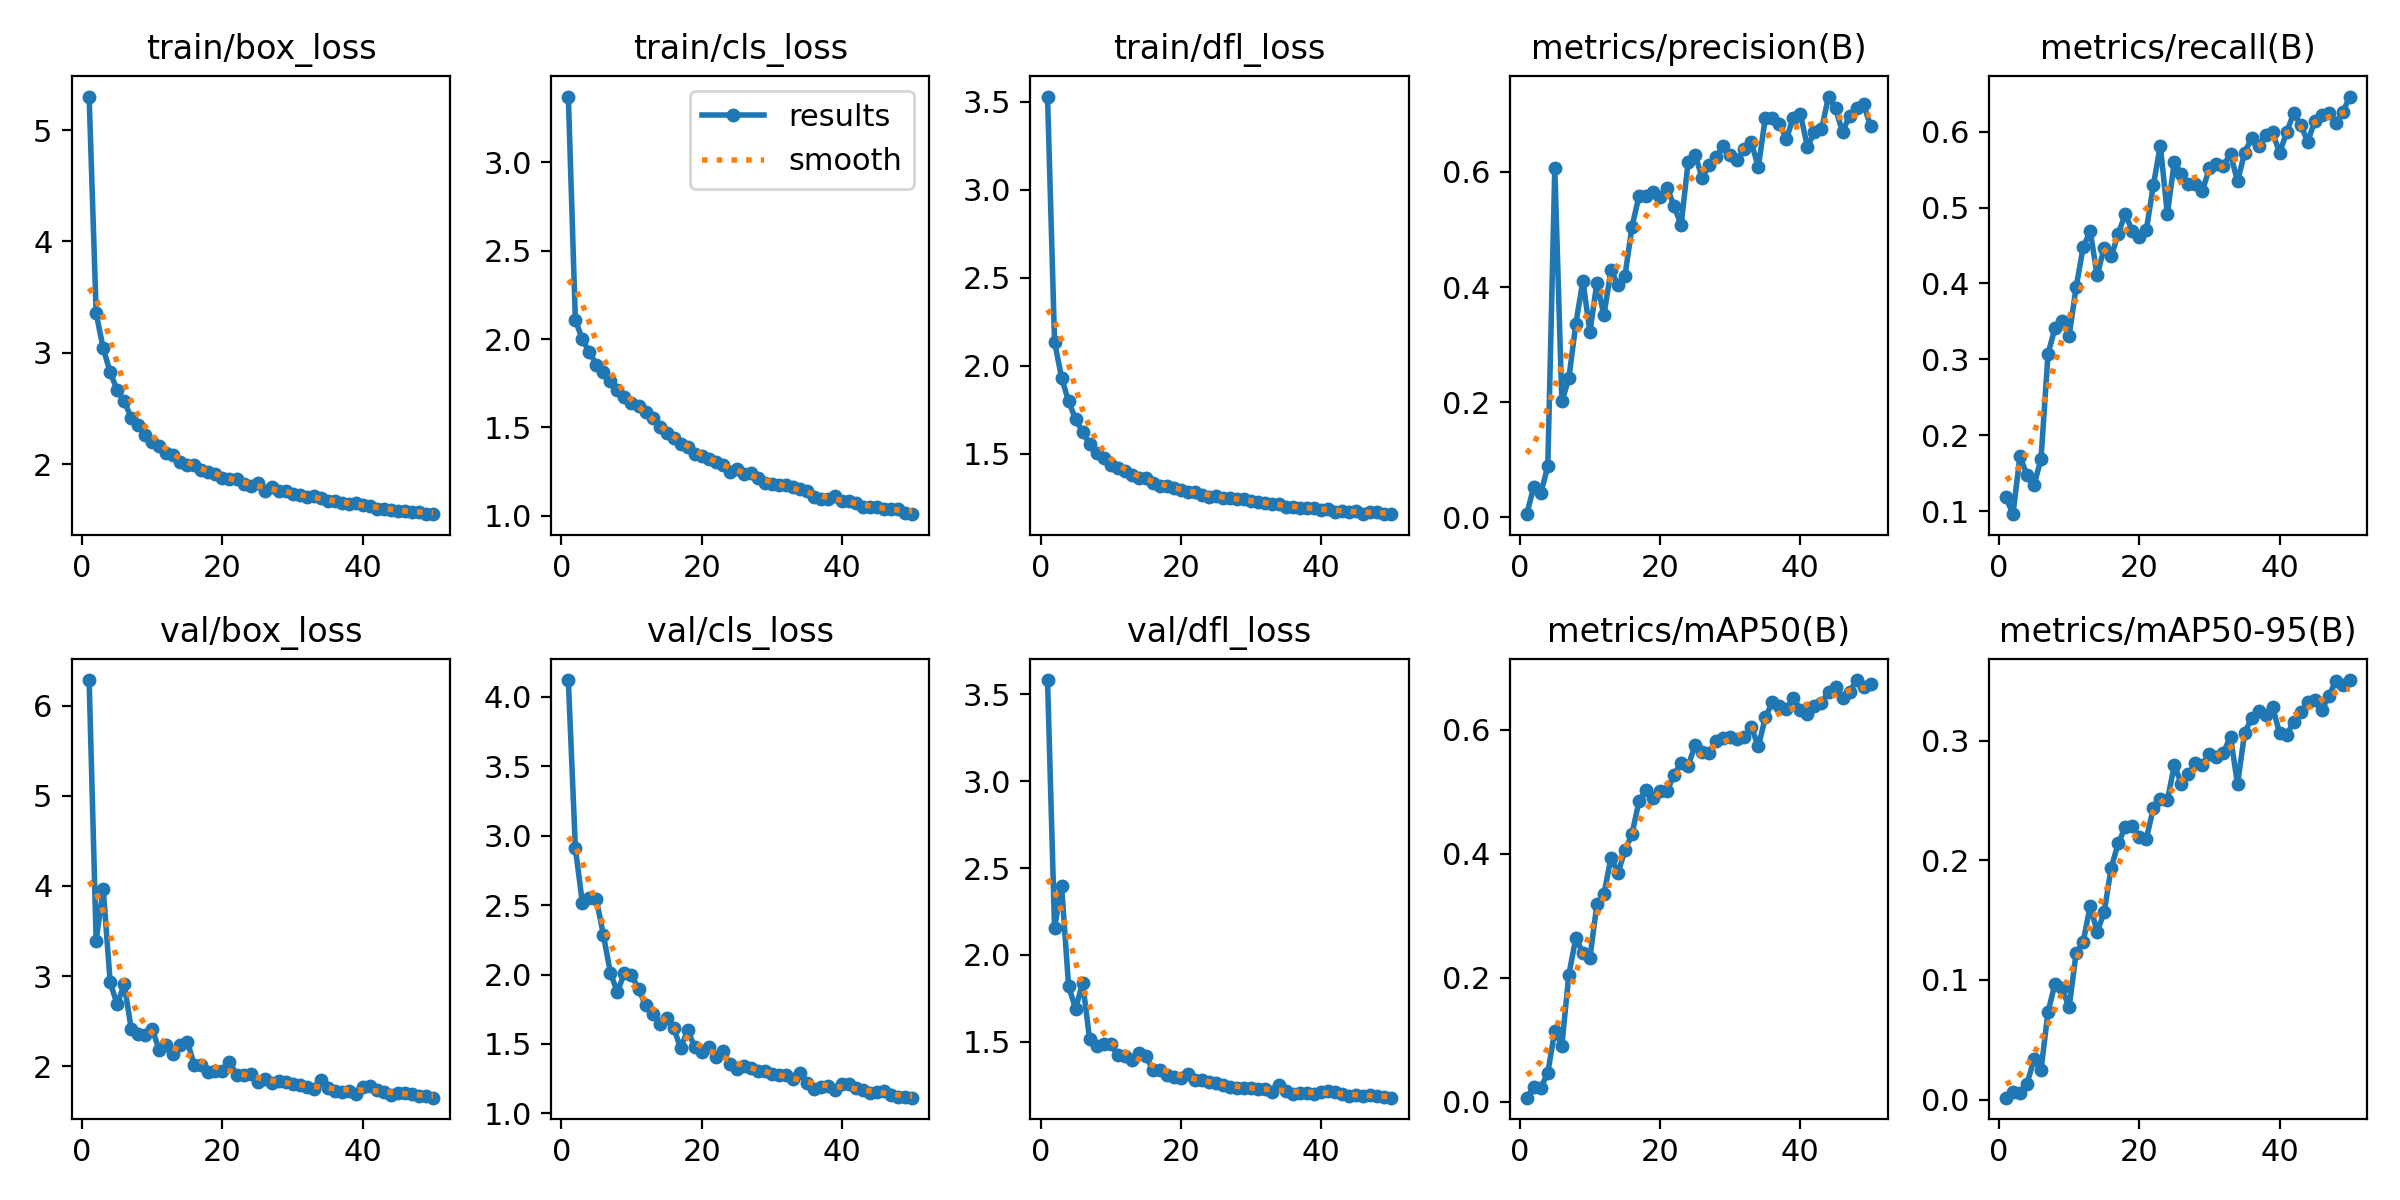 train/box_loss
5
4
3
2
0 20 40
train/cls_loss
results
smooth
3.0
2.5
2.0
1.5
1.0
0 20 40
train/dfl_loss
3.5
3.0
2.5
2.0
1.5
0 20 40
metrics/precision(B)
0.6
0.4
0.2
0.0
0 20 40
metrics/recall(B)
0.6
0.5
0.4
0.3
0.2
0.1
0 20 40
val/box_loss
6
5
4
3
2
0 20 40
val/cls_loss
4.0
3.5
3.0
2.5
2.0
1.5
1.0
0 20 40
val/dfl_loss
3.5
3.0
2.5
2.0
1.5
0 20 40
metrics/mAP50(B)
0.6
0.4
0.2
0.0
0 20 40
metrics/mAP50-95(B)
0.3
0.2
0.1
0.0
0 20 40